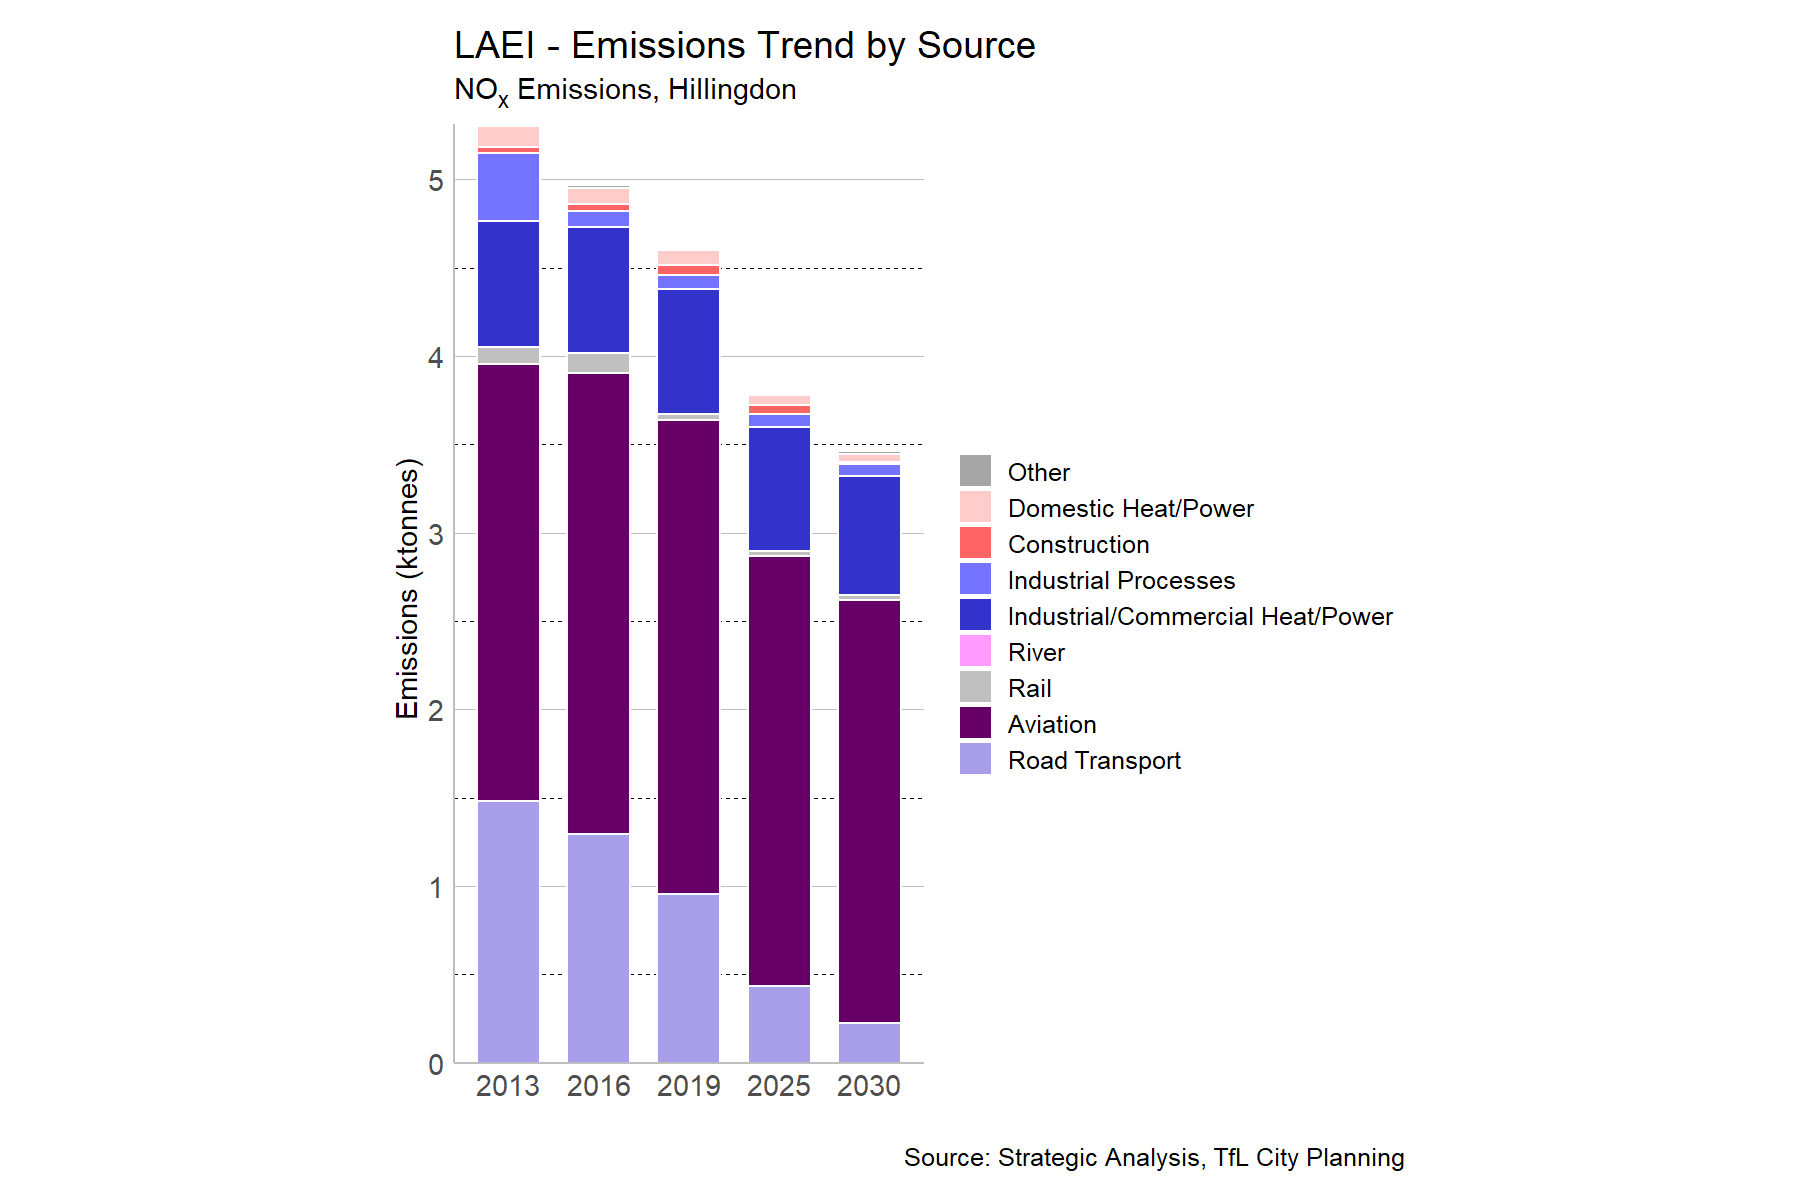 LAEI - Emissions Trend by Source
NOx Emissions, Hillingdon
Emissions (ktonnes)
5
4
3
2
1
0
2013 2016 2019 2025 2030
Other
Domestic Heat/Power
Construction
Industrial Processes
Industrial/Commercial Heat/Power
River
Rail
Aviation
Road Transport
Source: Strategic Analysis, TfL City Planning